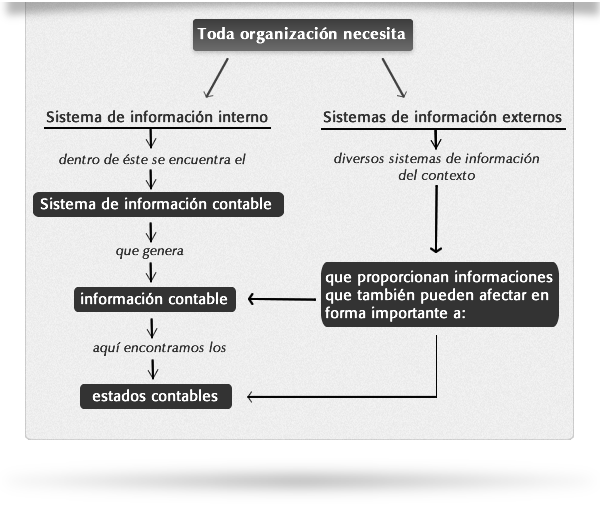 Toda organización necesita
Sistema de información interno
dentro de éste se encuentra el
Sistema de información contable
que genera
información contable
aquí encontramos los
estados contables
Sistemas de información externos
diversos sistemas de información
del contexto
que proporcionan informaciones
que también pueden afectar en
forma importante a: